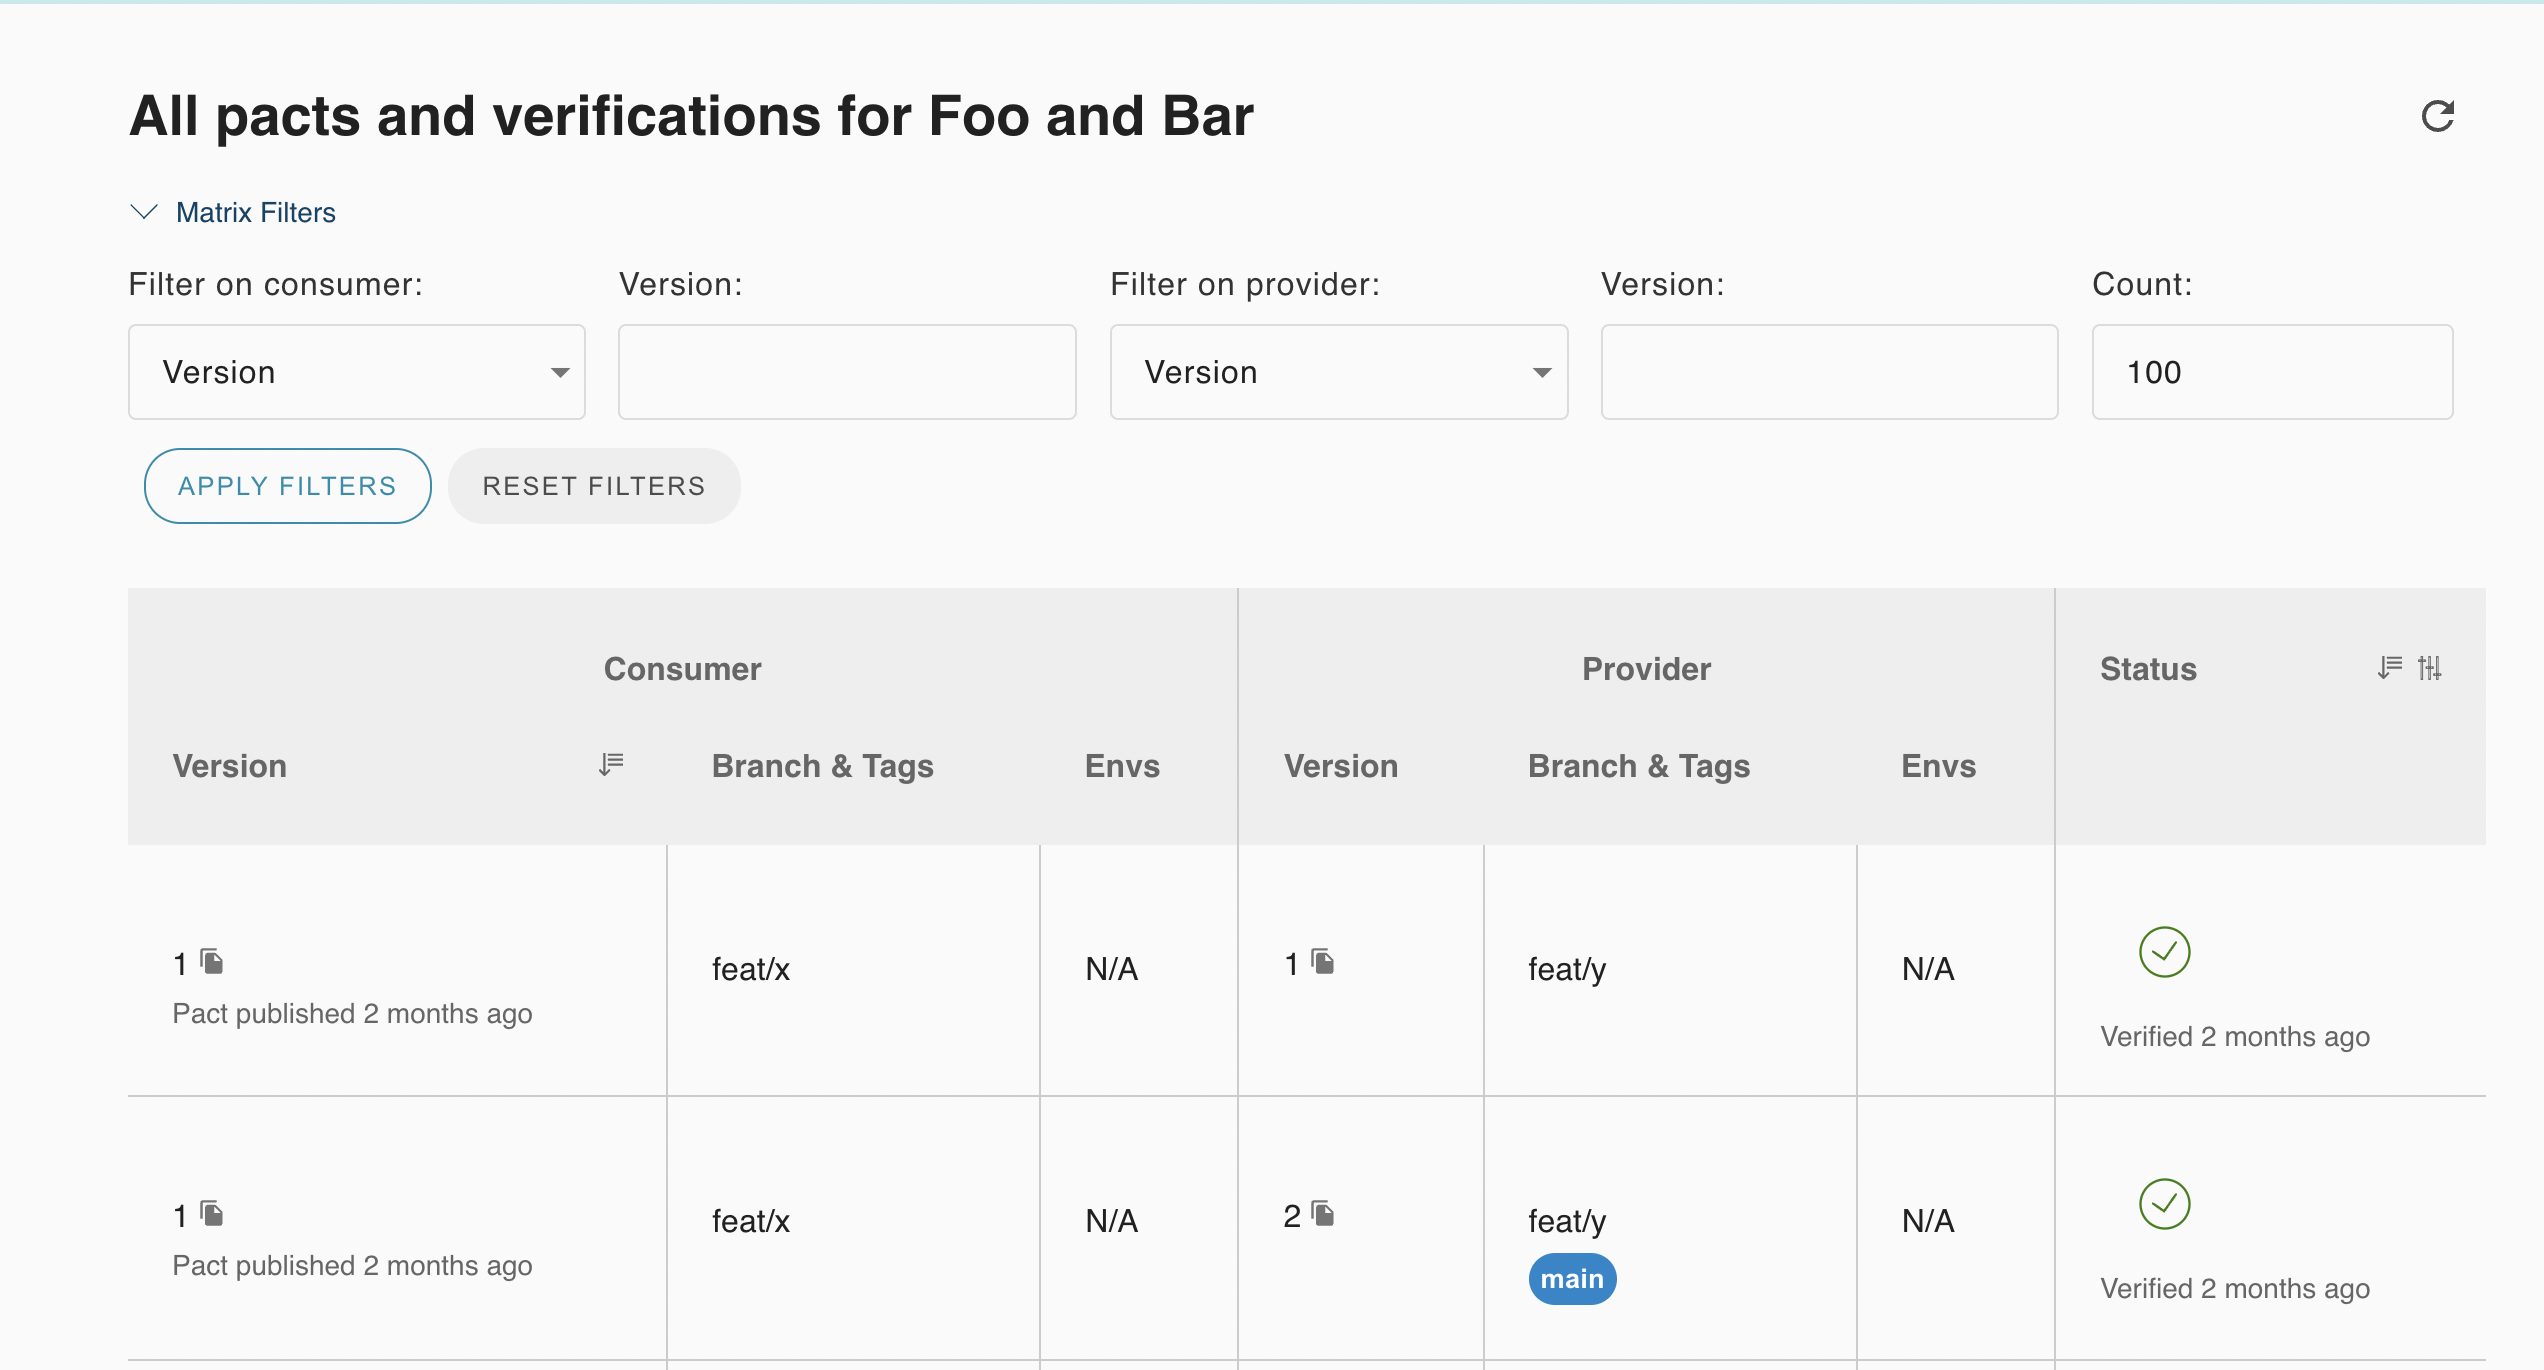 All pacts and verifications for Foo and Bar
Matrix Filters
Filter on consumer: Version: Filter on provider: Version: Count:
Version Version 100
APPLY FILTERS RESET FILTERS
Consumer Provider Status
Version Branch & Tags Envs Version Branch & Tags Envs
1 feat/x N/A 1 feat/y N/A
Pact published 2 months ago Verified 2 months ago
1 feat/x N/A 2 feat/y N/A
Pact published 2 months ago main Verified 2 months ago